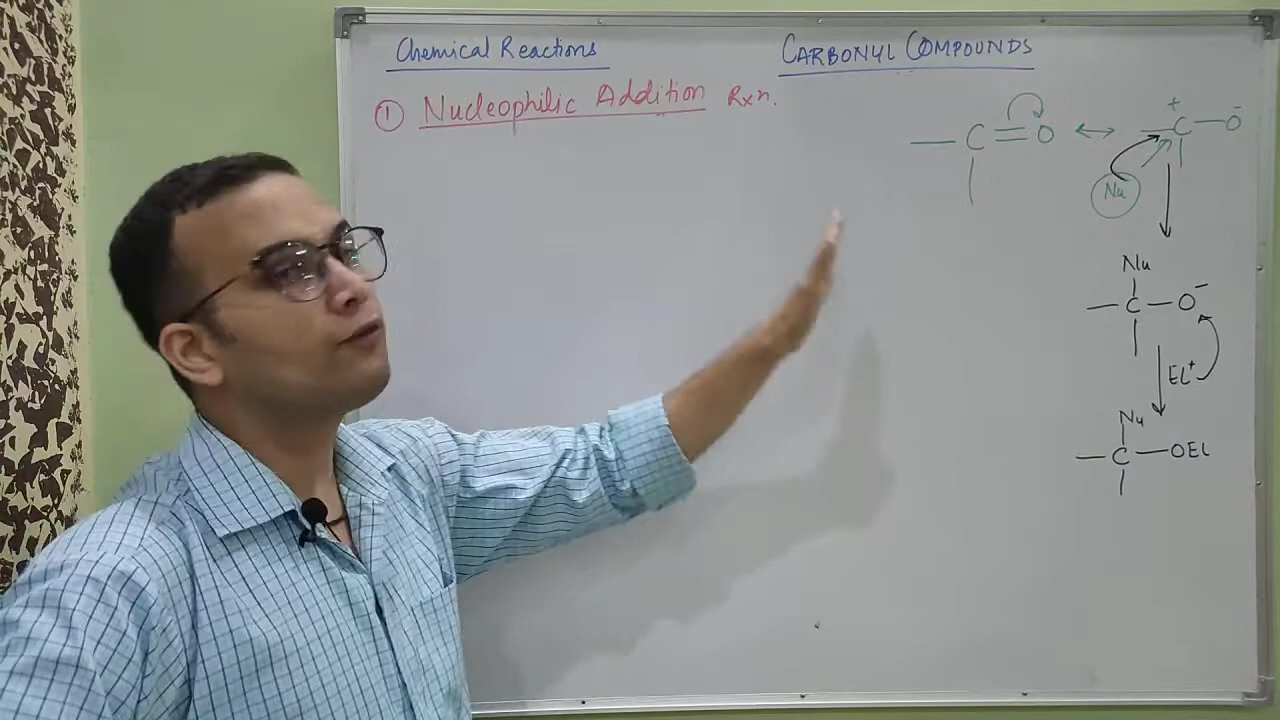 Chemical Reactions
CARBONYL COMPOUNDS
① Nucleophilic Addition Rxn.
— C = O ↔ — C⁺ — O⁻
Nu
Nu
— C — O⁻
EL⁺
Nu
— C — OEL